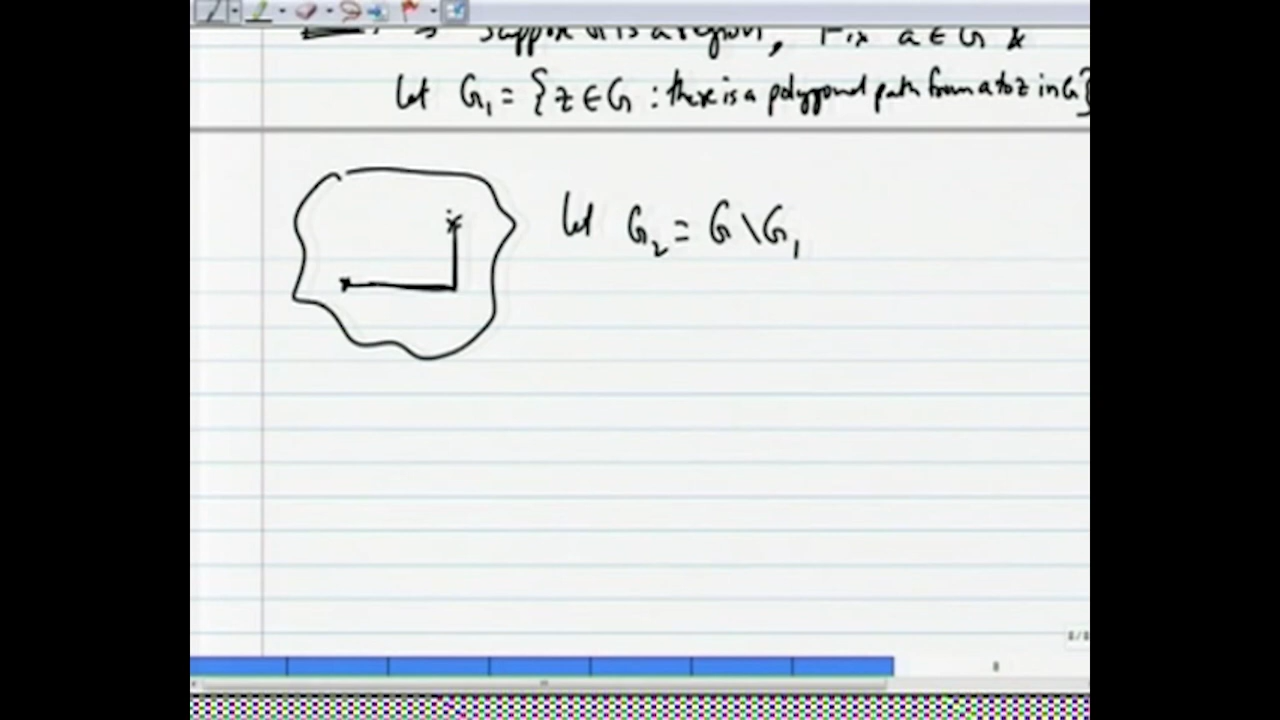 Suppose G is a region, Fix a ∈ G &
let G₁ = {z ∈ G : there is a polygonal path from a to z in G}
let G₂ = G \ G₁